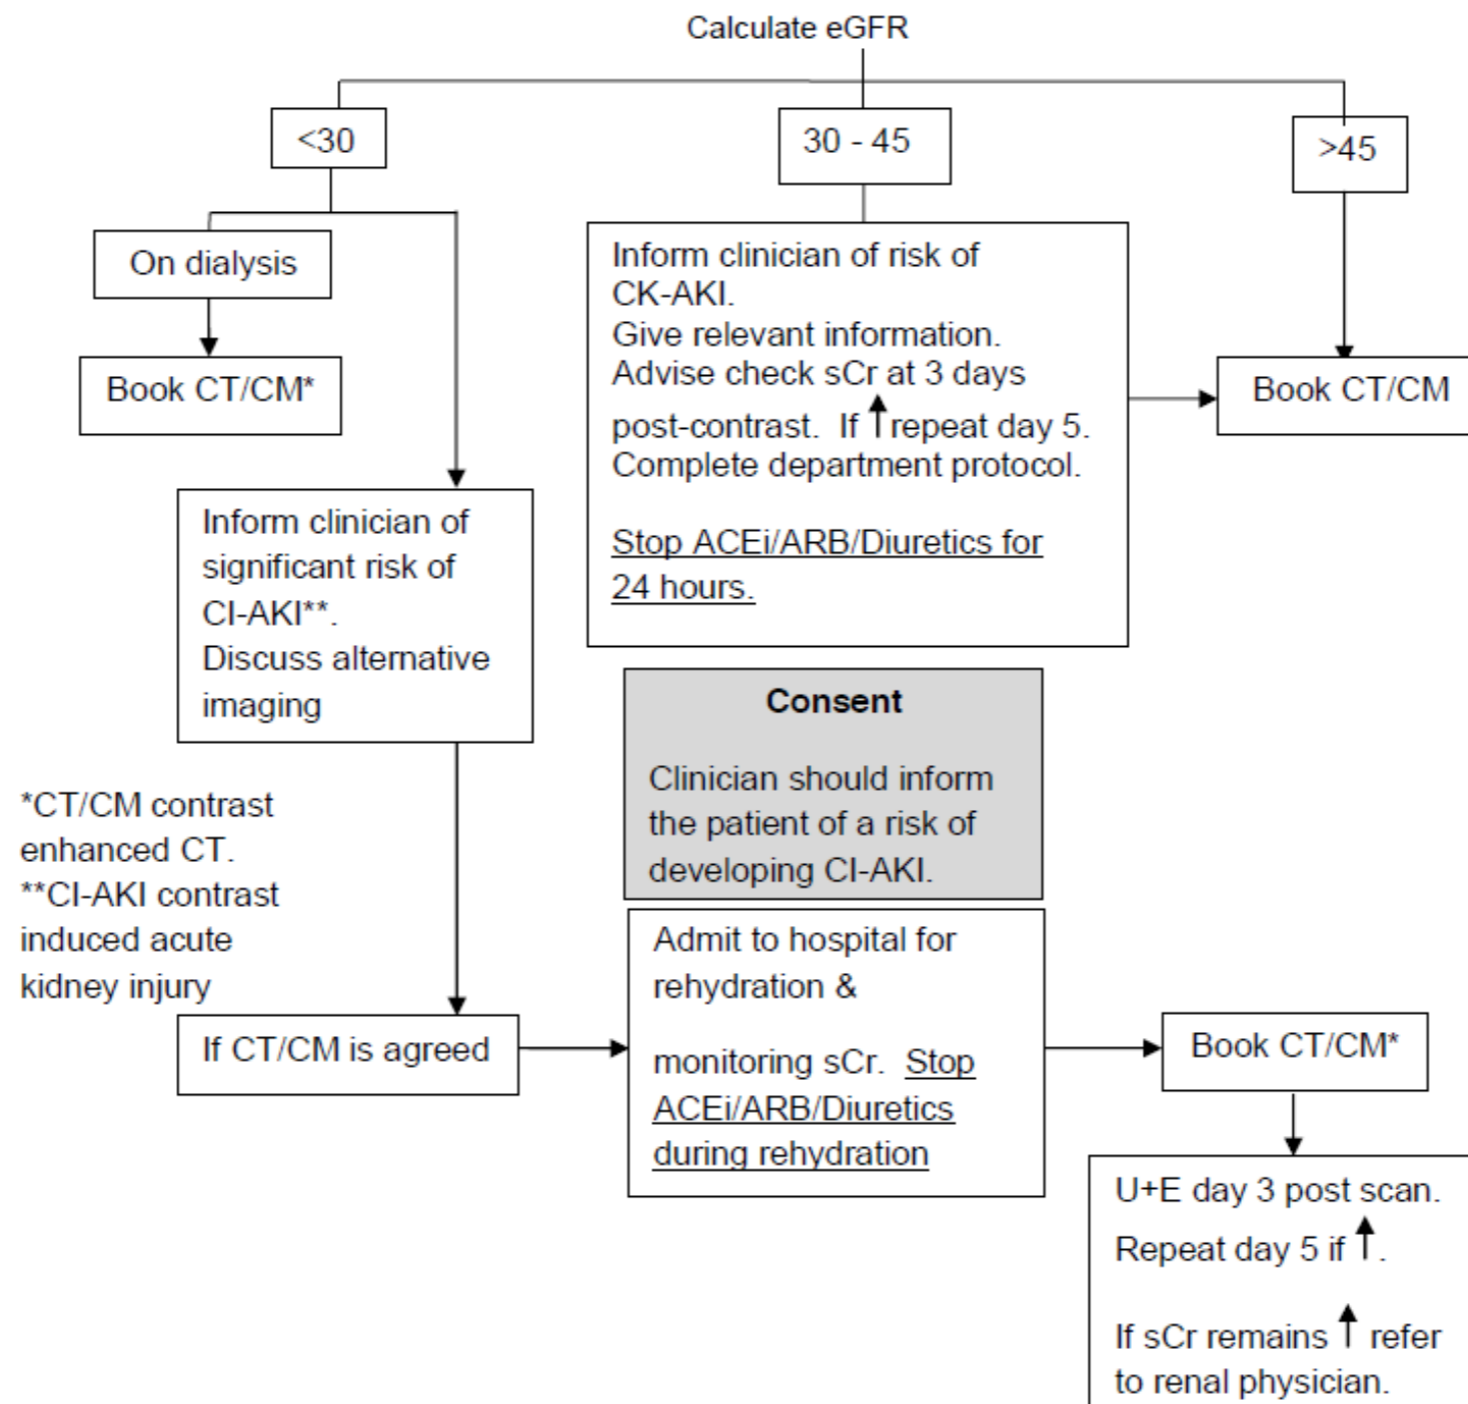 Calculate eGFR
<30
30 - 45
>45
On dialysis
Book CT/CM*
Inform clinician of risk of
CK-AKI.
Give relevant information.
Advise check sCr at 3 days
post-contrast. If ↑ repeat day 5.
Complete department protocol.
Stop ACEi/ARB/Diuretics for
24 hours.
Book CT/CM
Inform clinician of
significant risk of
CI-AKI**.
Discuss alternative
imaging
Consent
Clinician should inform
the patient of a risk of
developing CI-AKI.
*CT/CM contrast
enhanced CT.
**CI-AKI contrast
induced acute
kidney injury
If CT/CM is agreed
Admit to hospital for
rehydration &
monitoring sCr. Stop
ACEi/ARB/Diuretics
during rehydration
Book CT/CM*
U+E day 3 post scan.
Repeat day 5 if ↑.
If sCr remains ↑ refer
to renal physician.